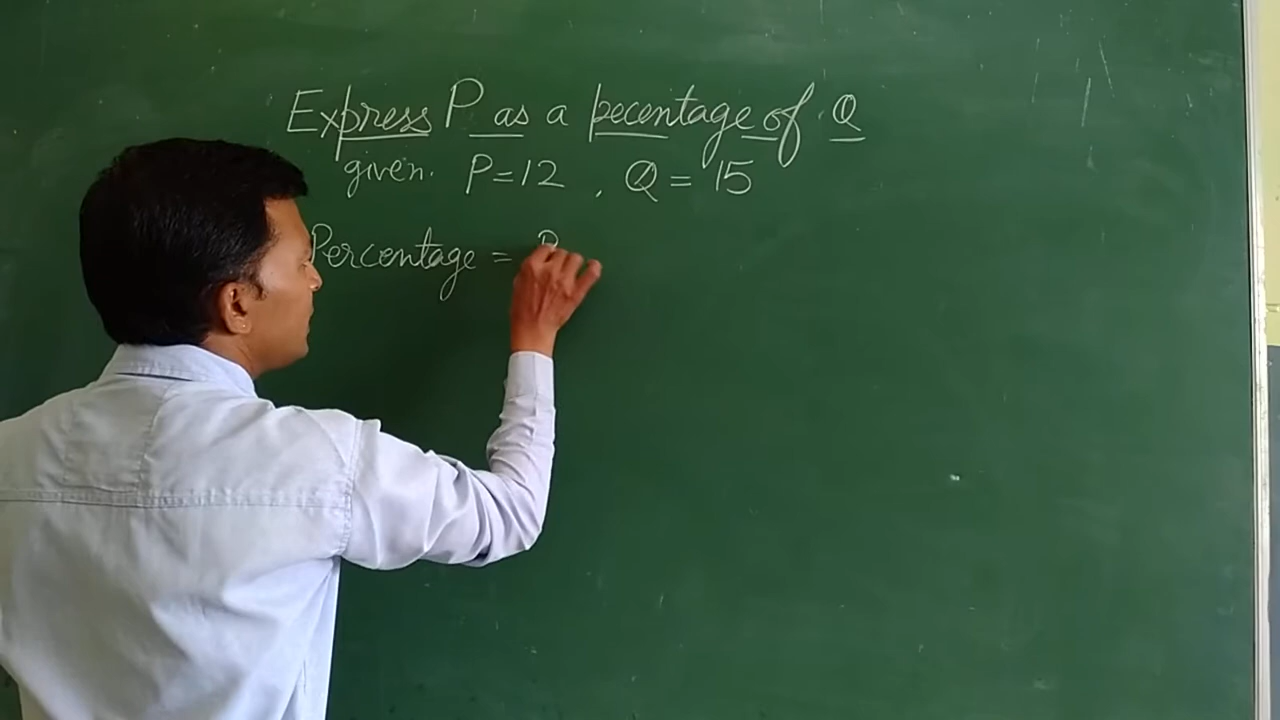 Express P as a pecentage of Q
given. P=12 , Q = 15
Percentage = P